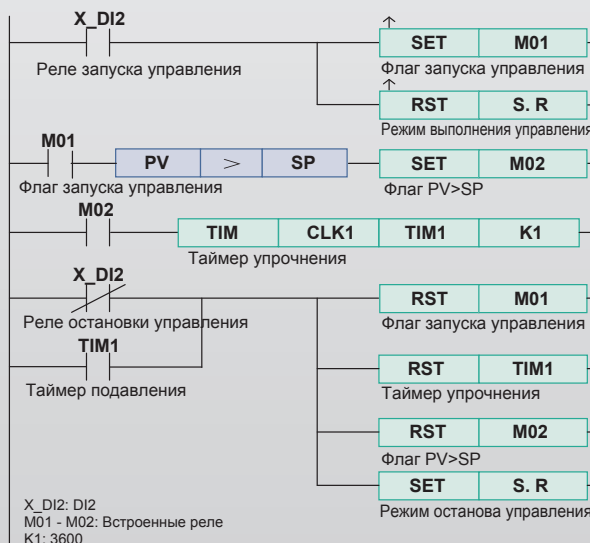 X_DI2
SET M01
Реле запуска управления
Флаг запуска управления
RST S. R
Режим выполнения управления
M01
PV > SP SET M02
Флаг запуска управления
Флаг PV>SP
M02
TIM CLK1 TIM1 K1
Таймер упрочнения
X_DI2
RST M01
Реле остановки управления
Флаг запуска управления
TIM1
RST TIM1
Таймер подавления
Таймер упрочнения
RST M02
Флаг PV>SP
SET S. R
Режим останова управления
X_DI2: DI2
M01 - M02: Встроенные реле
K1: 3600